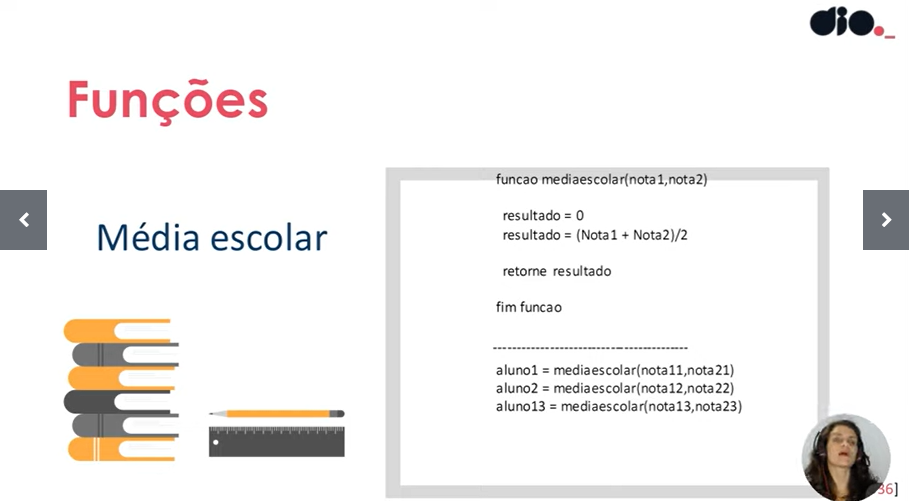 dio._
Funções
Média escolar
funcao mediaescolar(nota1,nota2)
resultado = 0
resultado = (Nota1 + Nota2)/2
retorne resultado
fim funcao
-----------------------------------------
aluno1 = mediaescolar(nota11,nota21)
aluno2 = mediaescolar(nota12,nota22)
aluno13 = mediaescolar(nota13,nota23)
36]